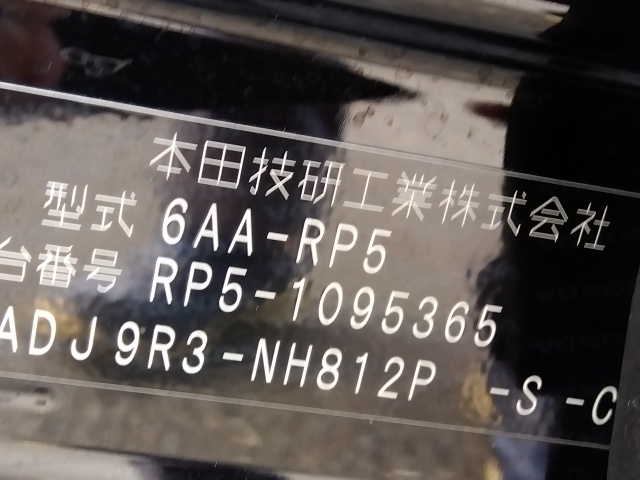 本田技研工業株式会社
型式 6AA-RP5
台番号 RP5-1095365
ADJ9R3-NH812P -S -C